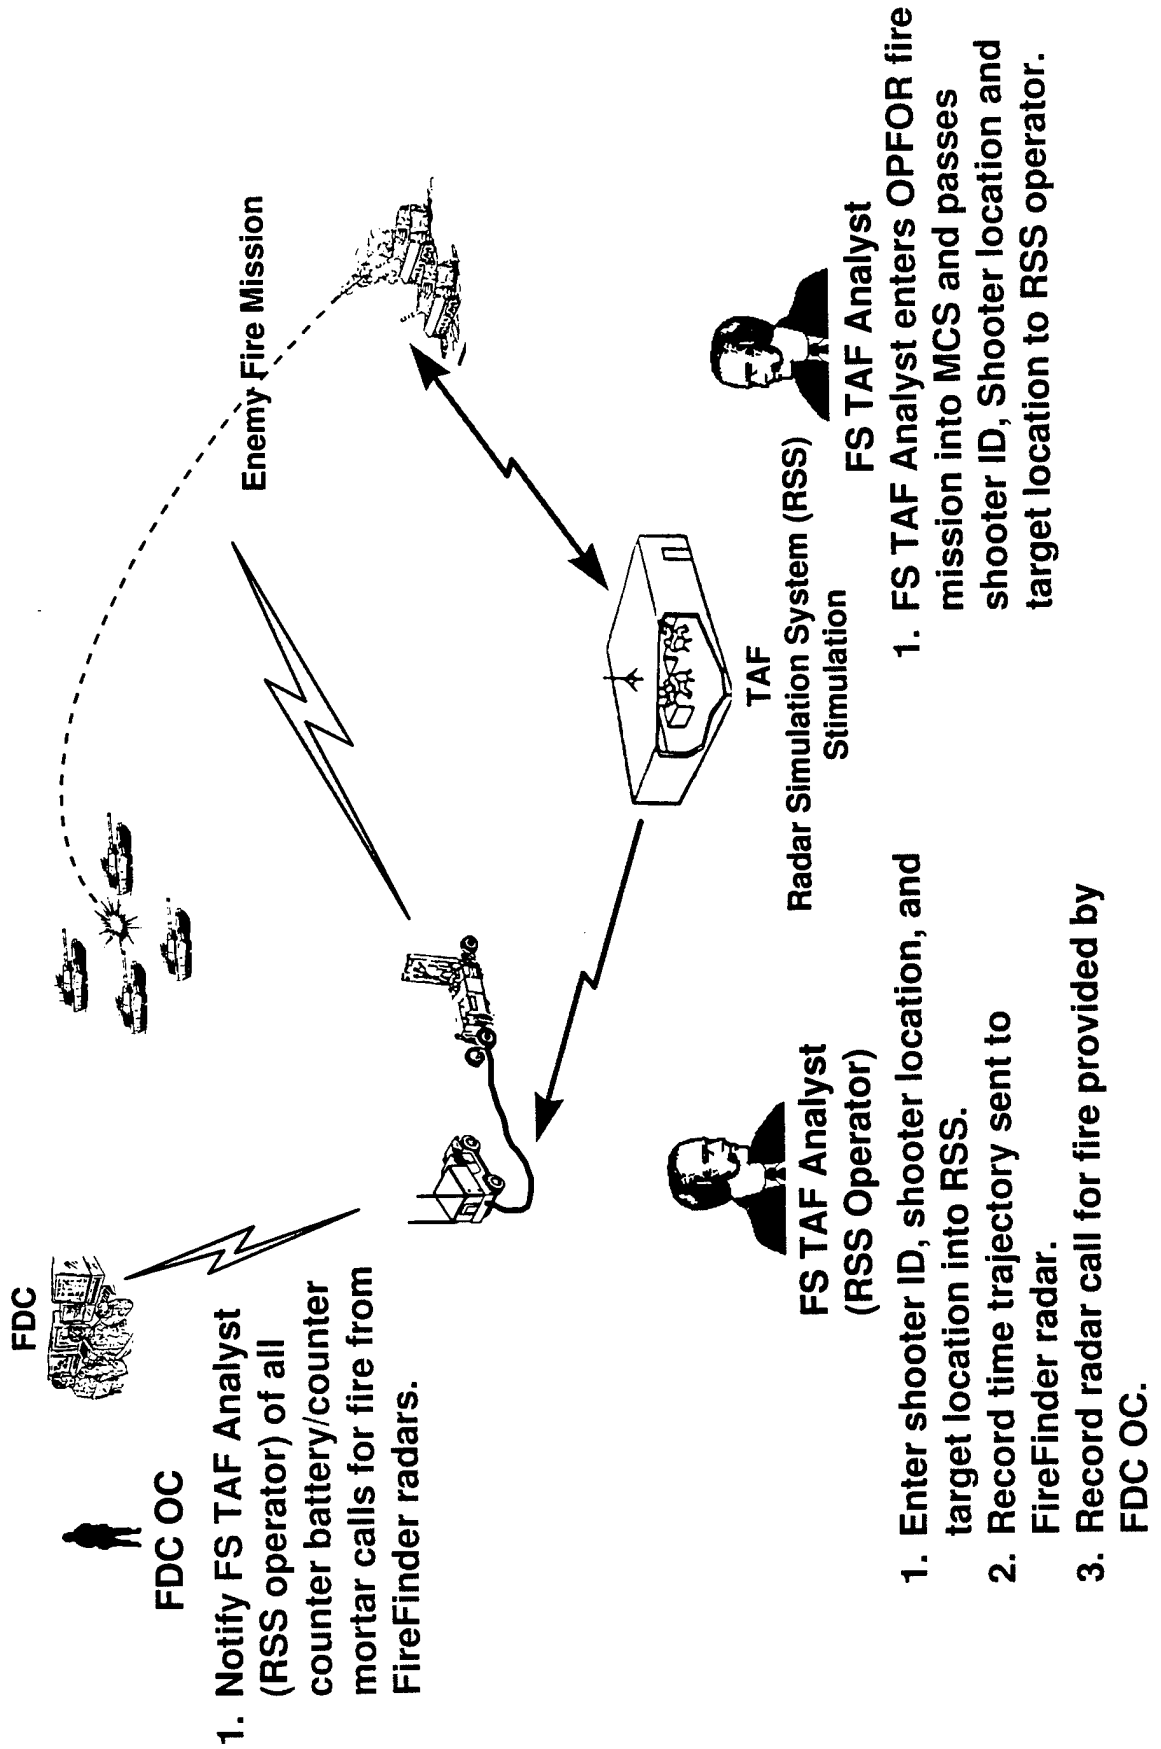 FDC
FDC OC
1. Notify FS TAF Analyst
(RSS operator) of all
counter battery/counter
mortar calls for fire from
FireFinder radars.
Enemy Fire Mission
TAF
Radar Simulation System (RSS)
Stimulation
FS TAF Analyst
(RSS Operator)
1. Enter shooter ID, shooter location, and
target location into RSS.
2. Record time trajectory sent to
FireFinder radar.
3. Record radar call for fire provided by
FDC OC.
FS TAF Analyst
1. FS TAF Analyst enters OPFOR fire
mission into MCS and passes
shooter ID, Shooter location and
target location to RSS operator.